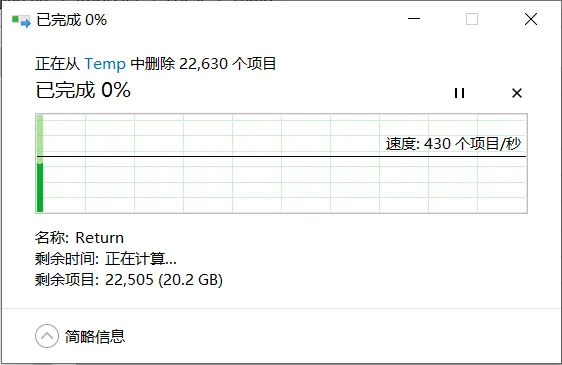 已完成 0%
正在从 Temp 中删除 22,630 个项目
已完成 0%
速度: 430 个项目/秒
名称: Return
剩余时间: 正在计算...
剩余项目: 22,505 (20.2 GB)
简略信息